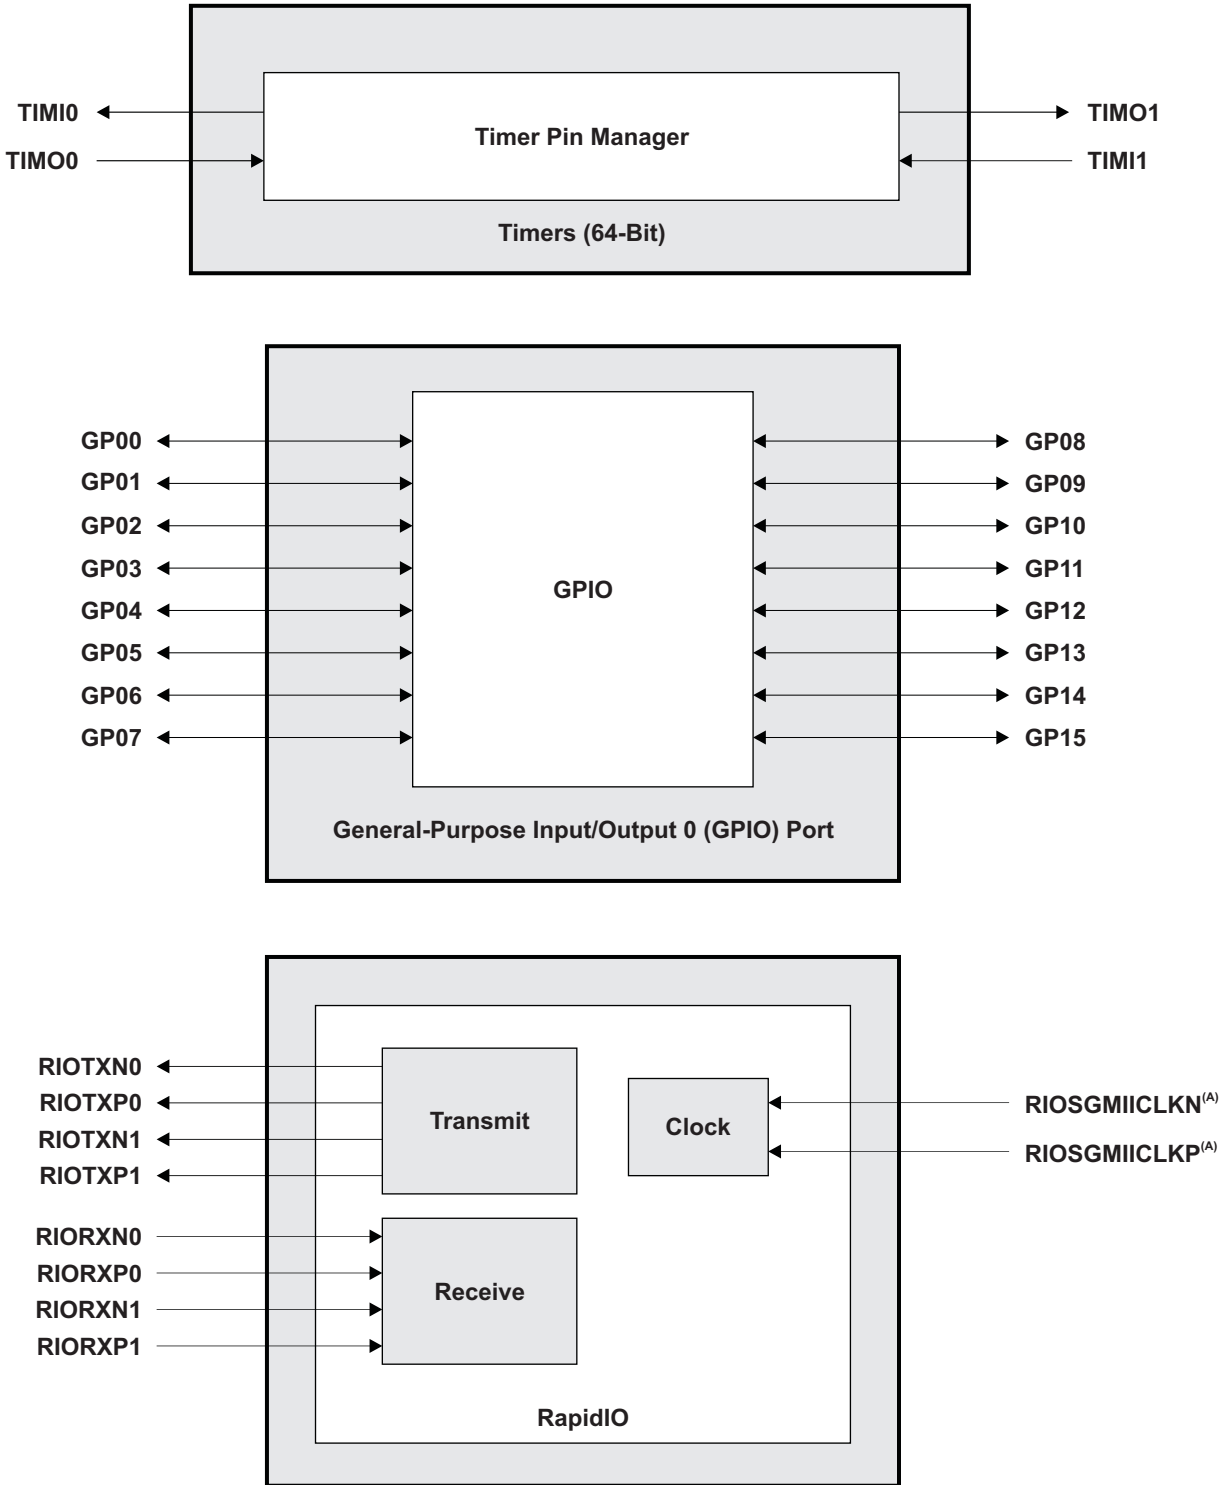 TIMI0
TIMO0
Timer Pin Manager
TIMO1
TIMI1
Timers (64-Bit)
GP00
GP01
GP02
GP03
GP04
GP05
GP06
GP07
GPIO
GP08
GP09
GP10
GP11
GP12
GP13
GP14
GP15
General-Purpose Input/Output 0 (GPIO) Port
RIOTXN0
RIOTXP0
RIOTXN1
RIOTXP1
Transmit
Clock
RIOSGMIICLKN(A)
RIOSGMIICLKP(A)
RIORXN0
RIORXP0
RIORXN1
RIORXP1
Receive
RapidIO